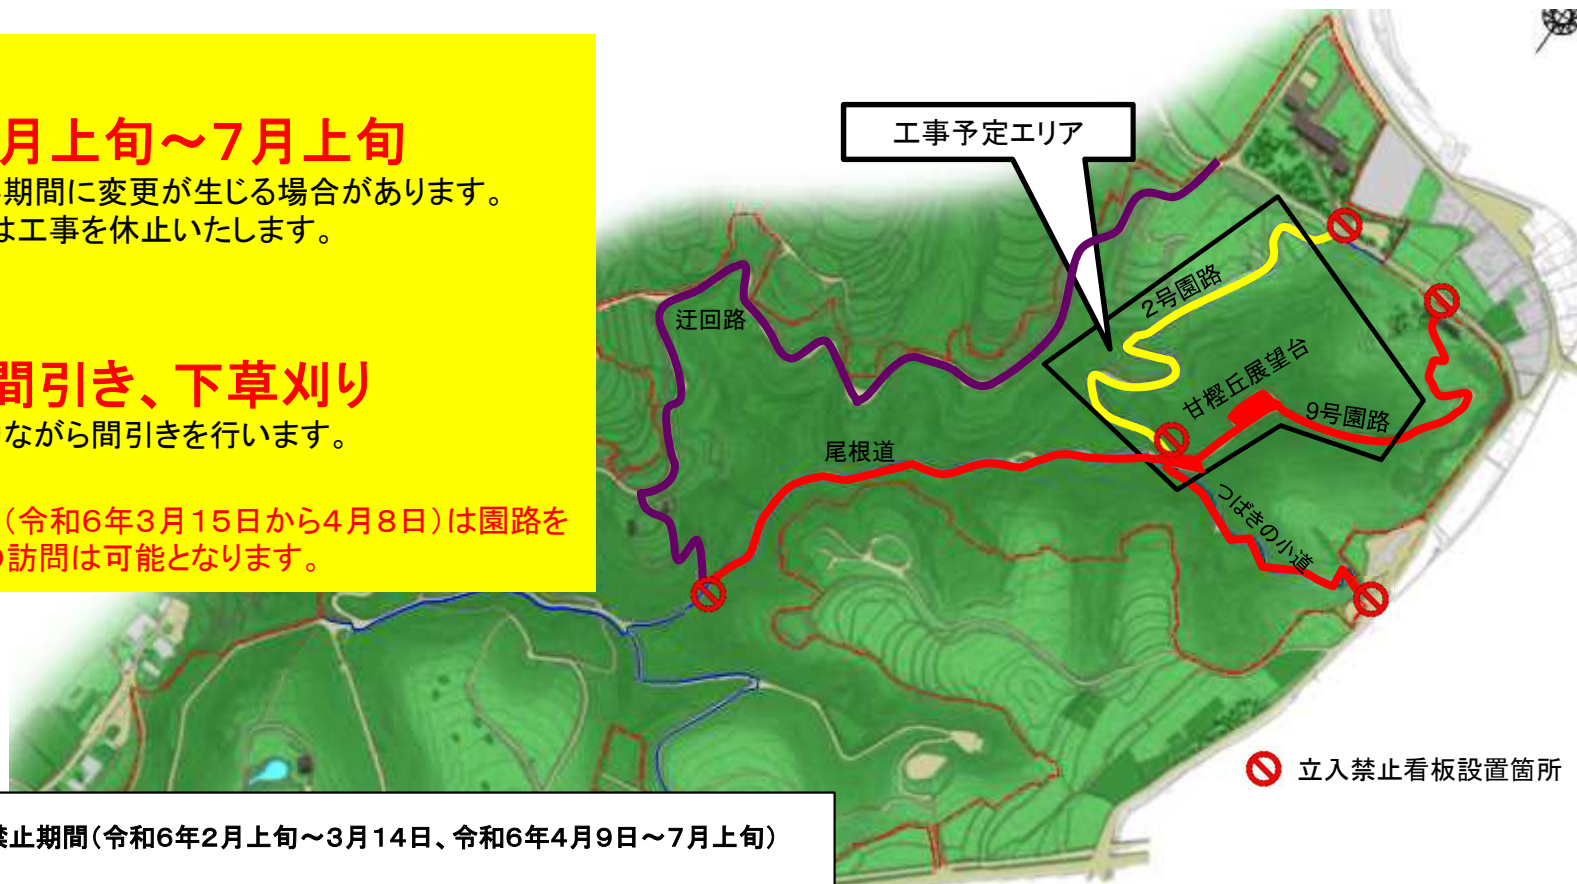 月上旬～7月上旬
期間に変更が生じる場合があります。
は工事を休止いたします。
間引き、下草刈り
ながら間引きを行います。
（令和6年3月15日から4月8日）は園路を
訪問は可能となります。
工事予定エリア
2号園路
迂回路
甘樫丘展望台
9号園路
尾根道
つばきの小道
立入禁止看板設置箇所
禁止期間（令和6年2月上旬～3月14日、令和6年4月9日～7月上旬）